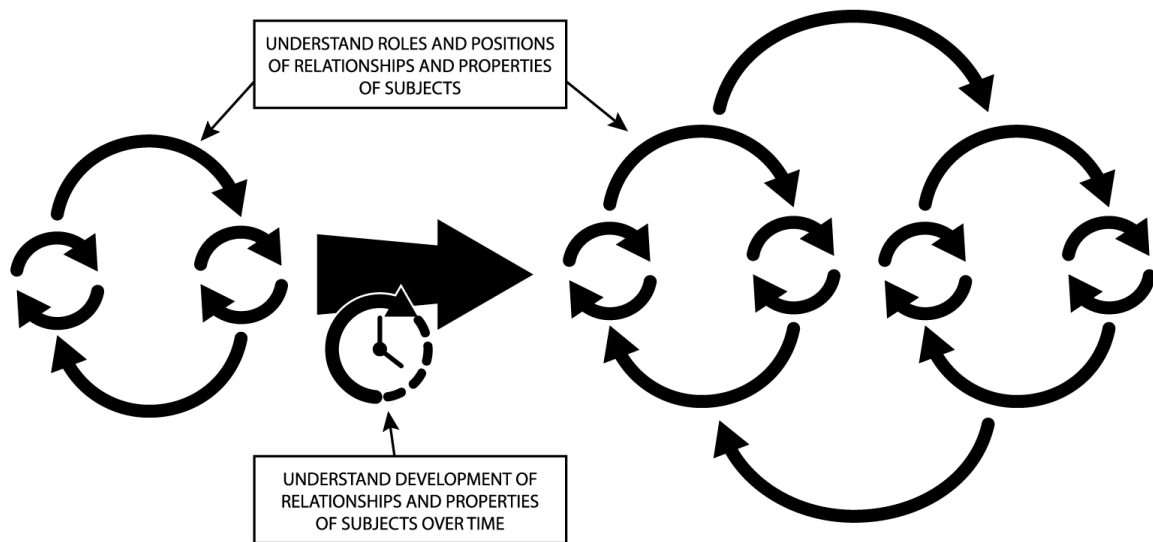 UNDERSTAND ROLES AND POSITIONS
OF RELATIONSHIPS AND PROPERTIES
OF SUBJECTS
UNDERSTAND DEVELOPMENT OF
RELATIONSHIPS AND PROPERTIES
OF SUBJECTS OVER TIME